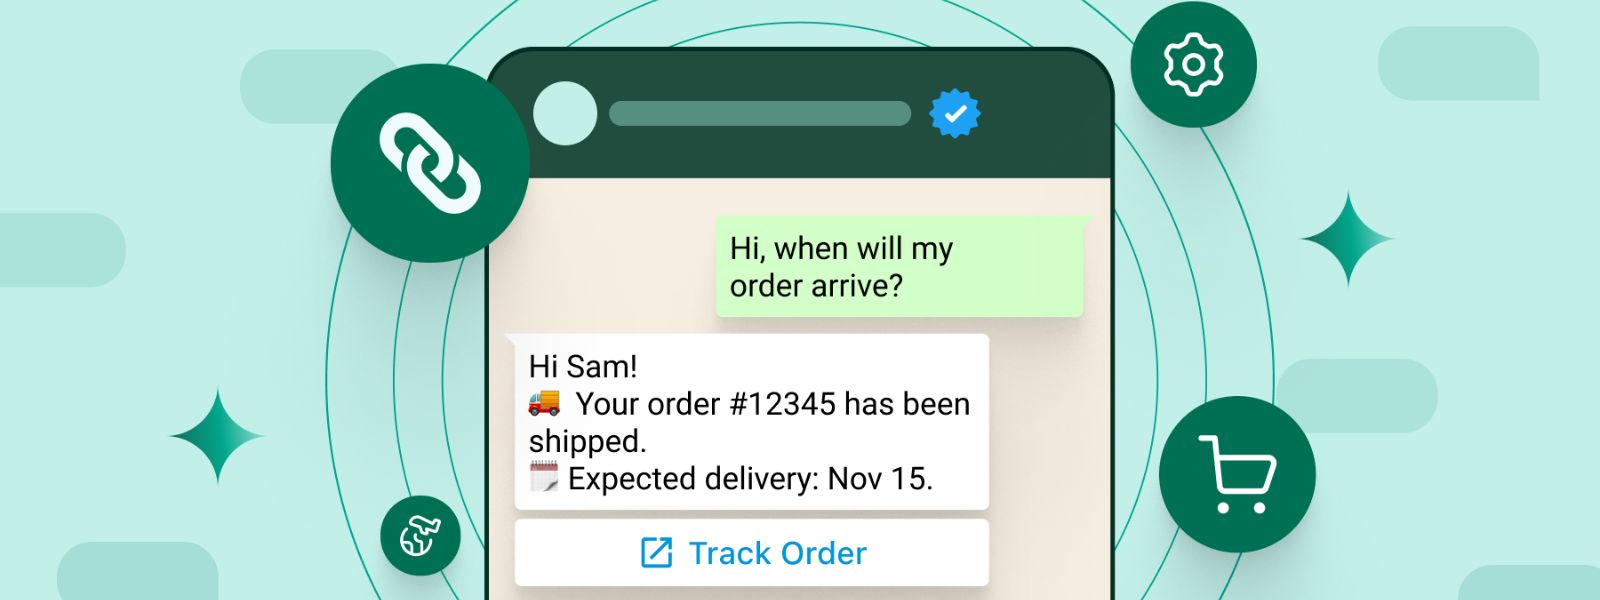 Hi, when will my
order arrive?
Hi Sam!
🚚 Your order #12345 has been
shipped.
🗓️ Expected delivery: Nov 15.
Track Order